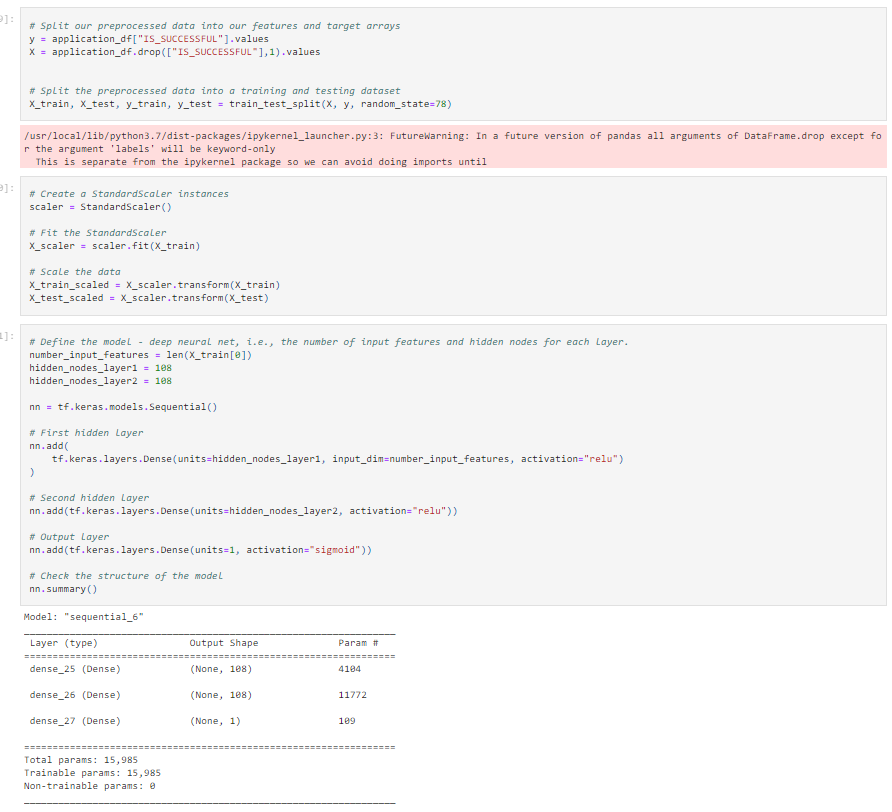 9]:
# Split our preprocessed data into our features and target arrays
y = application_df["IS_SUCCESSFUL"].values
X = application_df.drop(["IS_SUCCESSFUL"],1).values
# Split the preprocessed data into a training and testing dataset
X_train, X_test, y_train, y_test = train_test_split(X, y, random_state=78)
/usr/local/lib/python3.7/dist-packages/ipykernel_launcher.py:3: FutureWarning: In a future version of pandas all arguments of DataFrame.drop except fo
r the argument 'labels' will be keyword-only
  This is separate from the ipykernel package so we can avoid doing imports until
0]:
# Create a StandardScaler instances
scaler = StandardScaler()
# Fit the StandardScaler
X_scaler = scaler.fit(X_train)
# Scale the data
X_train_scaled = X_scaler.transform(X_train)
X_test_scaled = X_scaler.transform(X_test)
1]:
# Define the model - deep neural net, i.e., the number of input features and hidden nodes for each layer.
number_input_features = len(X_train[0])
hidden_nodes_layer1 = 108
hidden_nodes_layer2 = 108
nn = tf.keras.models.Sequential()
# First hidden layer
nn.add(
    tf.keras.layers.Dense(units=hidden_nodes_layer1, input_dim=number_input_features, activation="relu")
)
# Second hidden layer
nn.add(tf.keras.layers.Dense(units=hidden_nodes_layer2, activation="relu"))
# Output layer
nn.add(tf.keras.layers.Dense(units=1, activation="sigmoid"))
# Check the structure of the model
nn.summary()
Model: "sequential_6"
Layer (type) Output Shape Param #
dense_25 (Dense) (None, 108) 4104
dense_26 (Dense) (None, 108) 11772
dense_27 (Dense) (None, 1) 109
Total params: 15,985
Trainable params: 15,985
Non-trainable params: 0